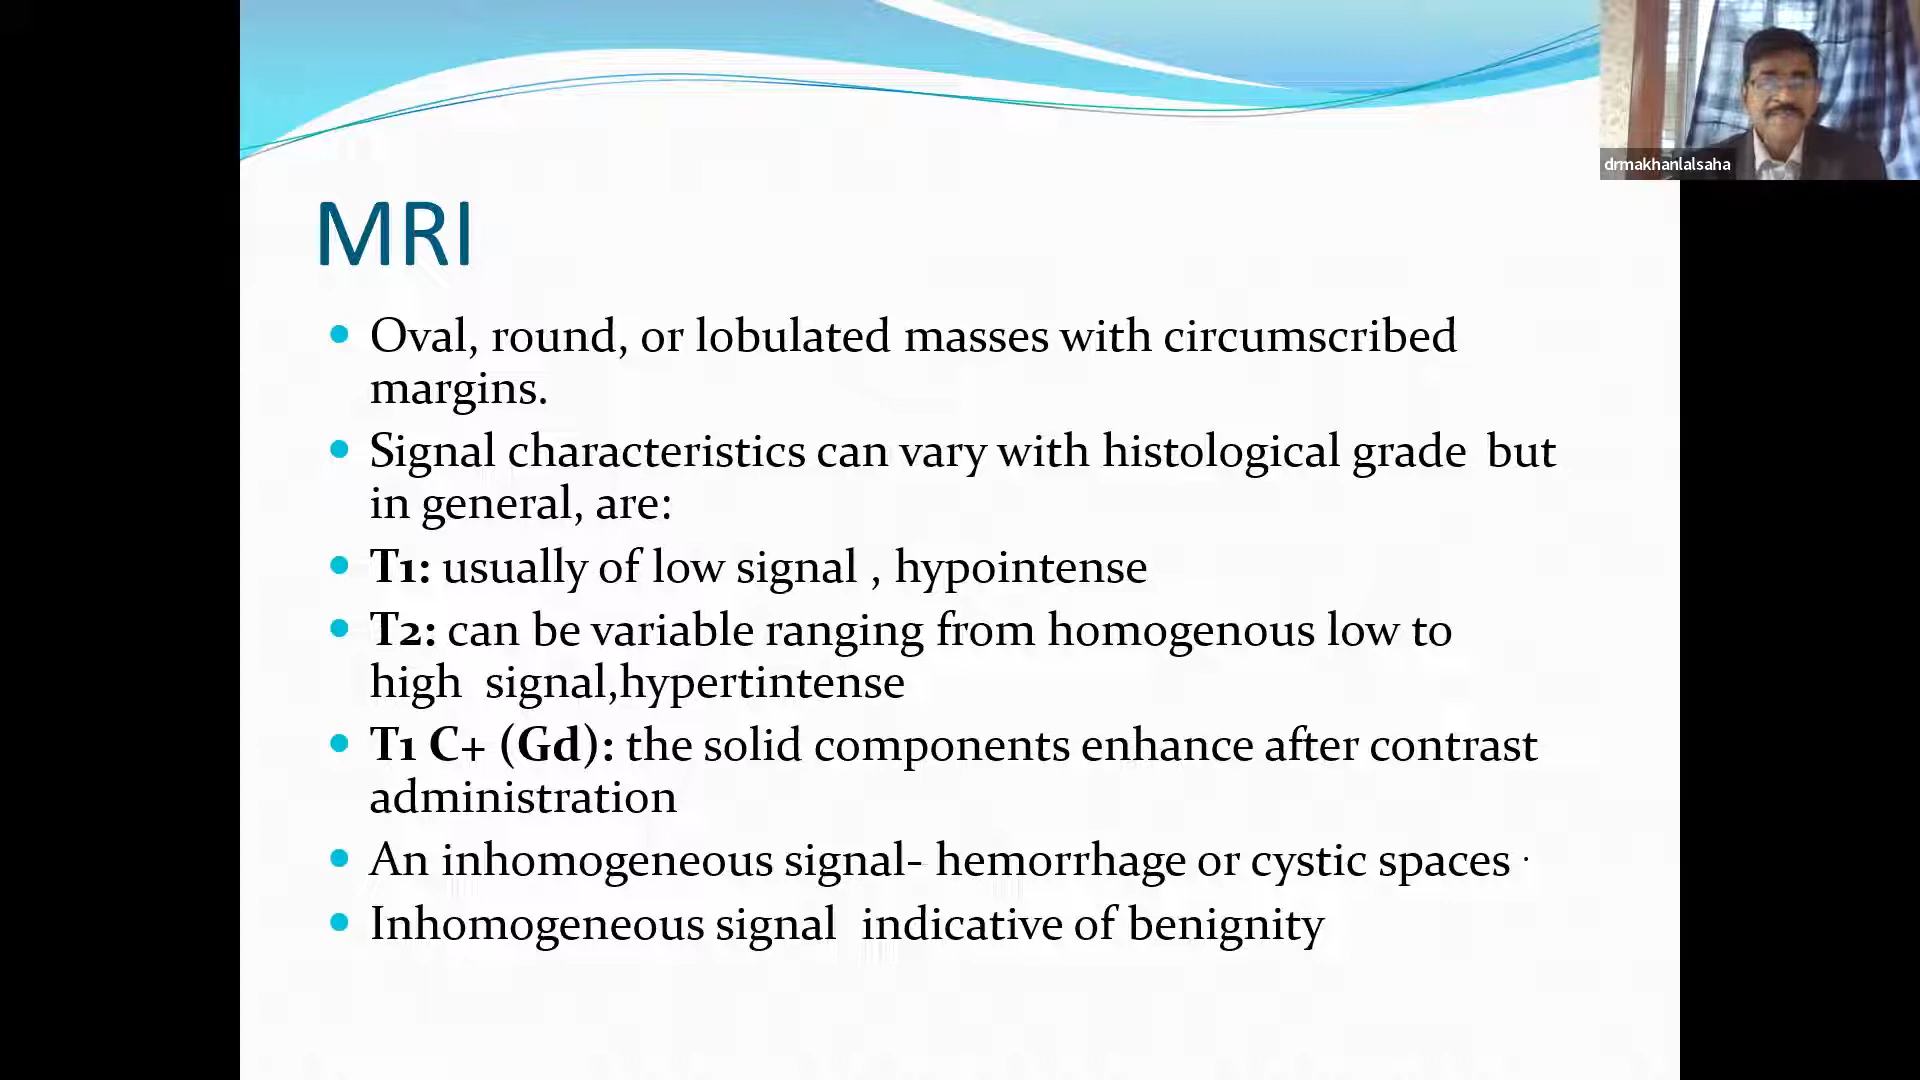 drmakhanlalsaha
MRI
Oval, round, or lobulated masses with circumscribed
margins.
Signal characteristics can vary with histological grade but
in general, are:
T1: usually of low signal , hypointense
T2: can be variable ranging from homogenous low to
high signal,hypertintense
T1 C+ (Gd): the solid components enhance after contrast
administration
An inhomogeneous signal- hemorrhage or cystic spaces ·
Inhomogeneous signal indicative of benignity